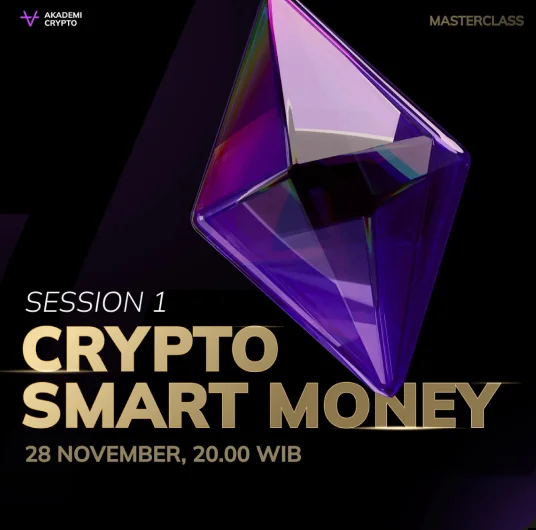 AKADEMI
CRYPTO
MASTERCLASS
SESSION 1
CRYPTO
SMART MONEY
28 NOVEMBER, 20.00 WIB